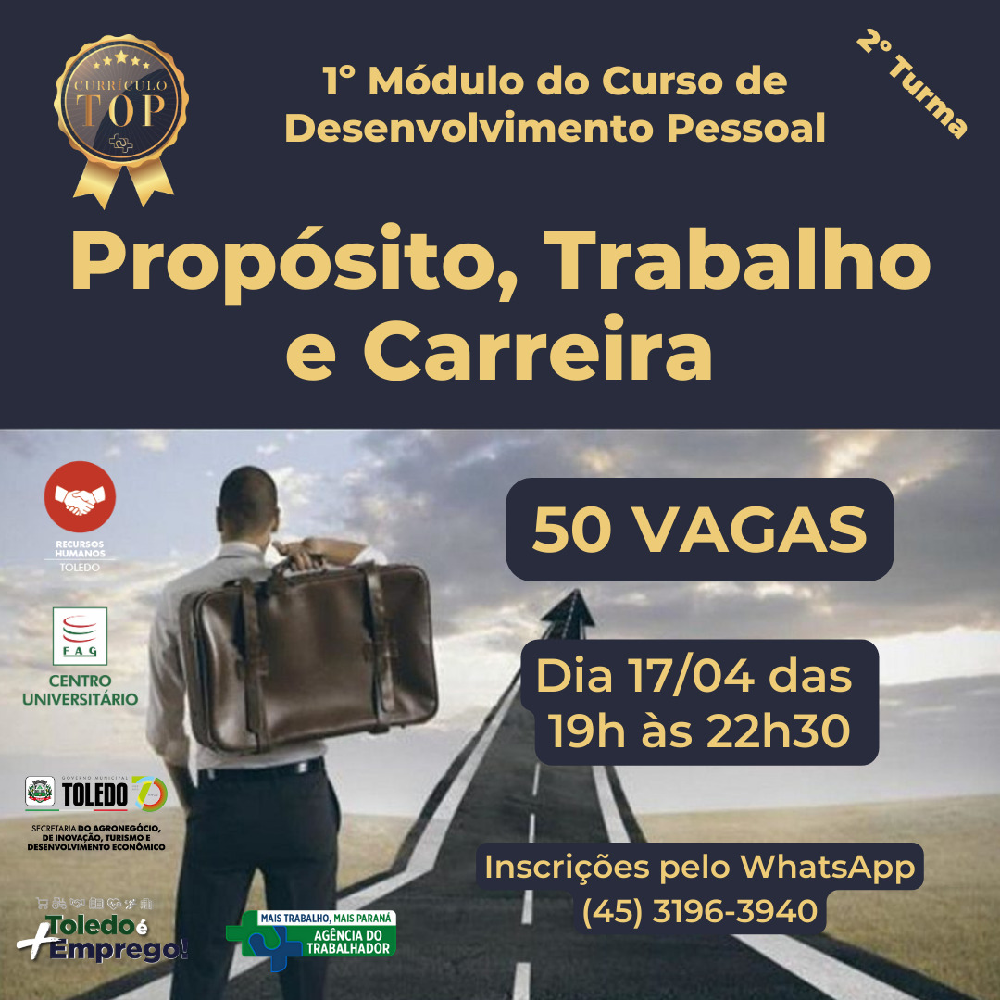 CURRÍCULO
TOP
1º Módulo do Curso de
Desenvolvimento Pessoal
2º Turma
Propósito, Trabalho
e Carreira
RECURSOS
HUMANOS
TOLEDO
50 VAGAS
FAG
CENTRO
UNIVERSITÁRIO
Dia 17/04 das
19h às 22h30
GOVERNO MUNICIPAL
TOLEDO 70
SECRETARIA DO AGRONEGÓCIO,
DE INOVAÇÃO, TURISMO E
DESENVOLVIMENTO ECONÔMICO
Inscrições pelo WhatsApp
(45) 3196-3940
Toledo é
+Emprego!
MAIS TRABALHO, MAIS PARANÁ
AGÊNCIA DO
TRABALHADOR